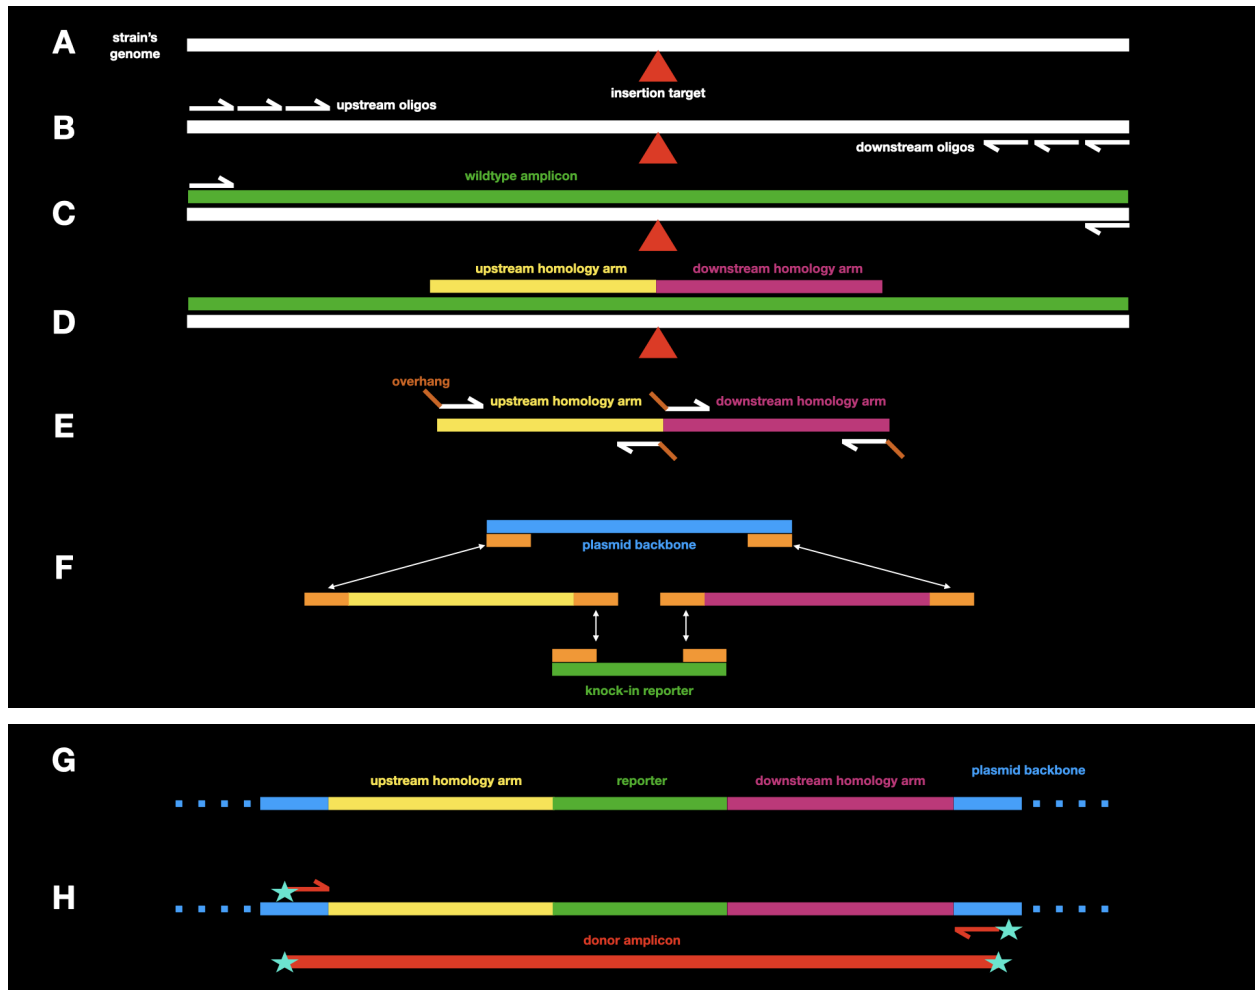 A
strain's
genome
insertion target
upstream oligos
B
downstream oligos
wildtype amplicon
C
upstream homology arm downstream homology arm
D
overhang
upstream homology arm downstream homology arm
E
plasmid backbone
F
knock-in reporter
G
upstream homology arm reporter downstream homology arm plasmid backbone
H
donor amplicon